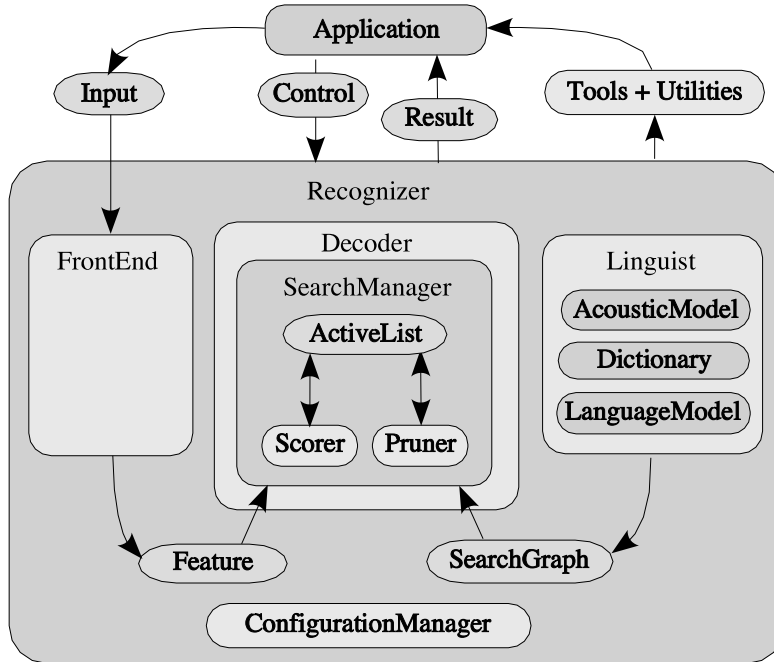 Application
Input
Control
Result
Tools + Utilities
Recognizer
FrontEnd
Decoder
SearchManager
ActiveList
Scorer
Pruner
Linguist
AcousticModel
Dictionary
LanguageModel
Feature
SearchGraph
ConfigurationManager